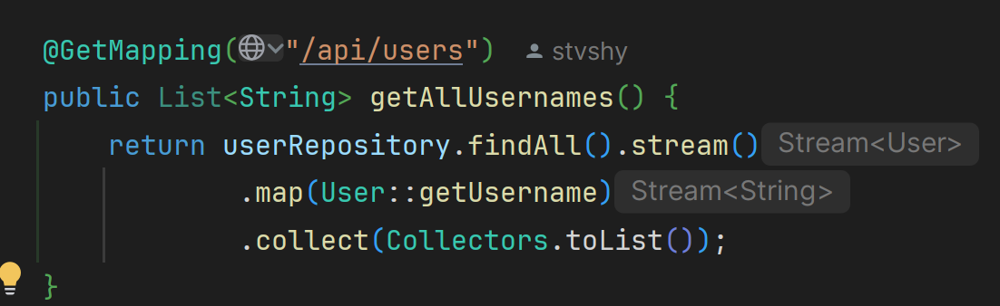 @GetMapping("/api/users") stvshy
public List<String> getAllUsernames() {
return userRepository.findAll().stream() Stream<User>
.map(User::getUsername) Stream<String>
.collect(Collectors.toList());
}